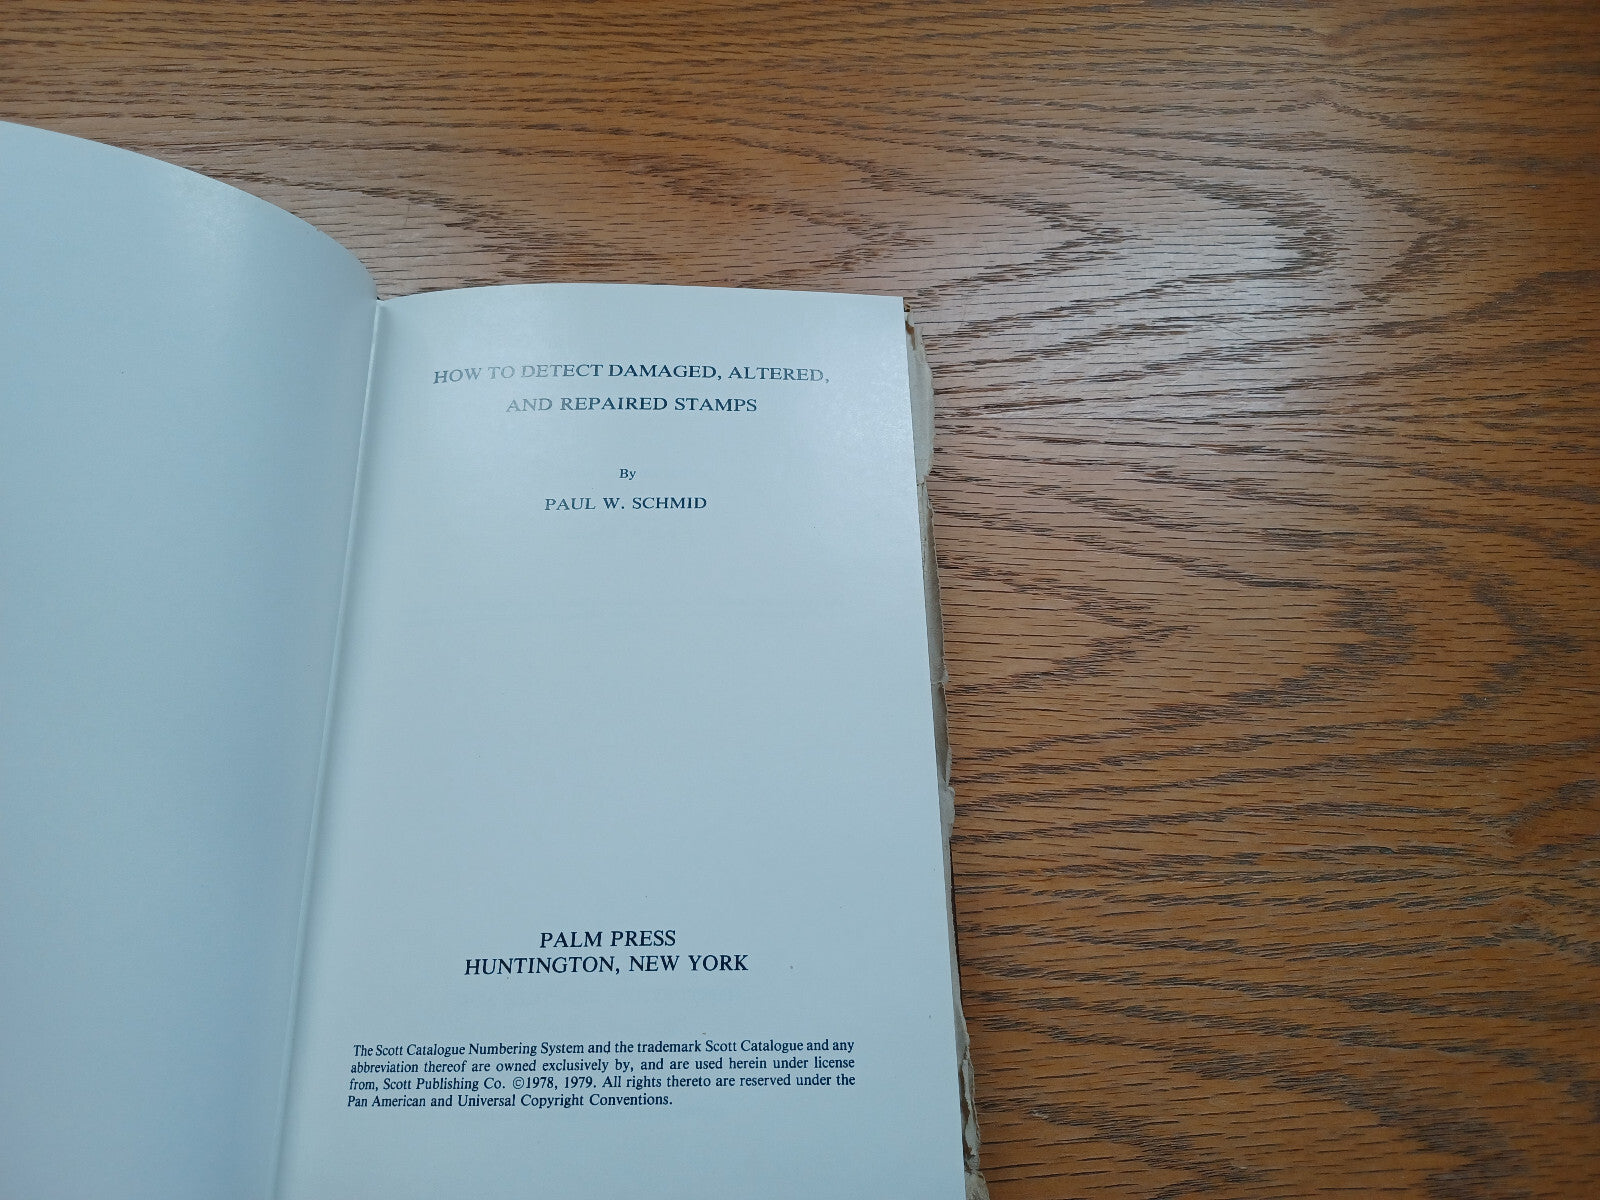 HOW TO DETECT DAMAGED, ALTERED,
AND REPAIRED STAMPS
By
PAUL W. SCHMID
PALM PRESS
HUNTINGTON, NEW YORK
The Scott Catalogue Numbering System and the trademark Scott Catalogue and any
abbreviation thereof are owned exclusively by, and are used herein under license
from, Scott Publishing Co. ©1978, 1979. All rights thereto are reserved under the
Pan American and Universal Copyright Conventions.